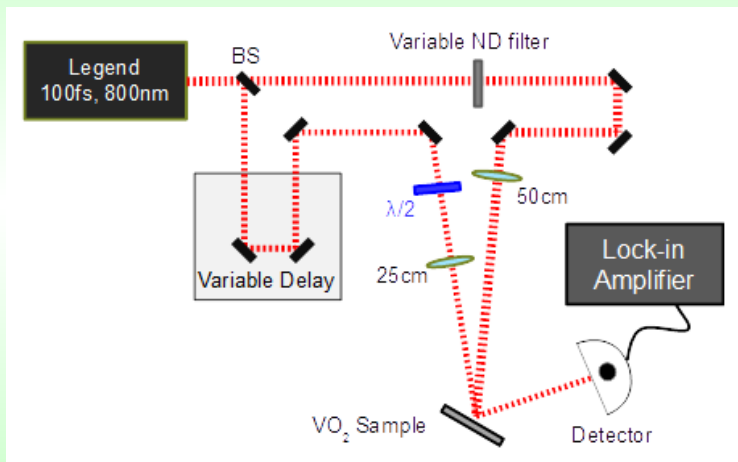 Legend
100fs, 800nm
BS
Variable ND filter
λ/2
50cm
25cm
Variable Delay
Lock-in
Amplifier
VO₂ Sample
Detector